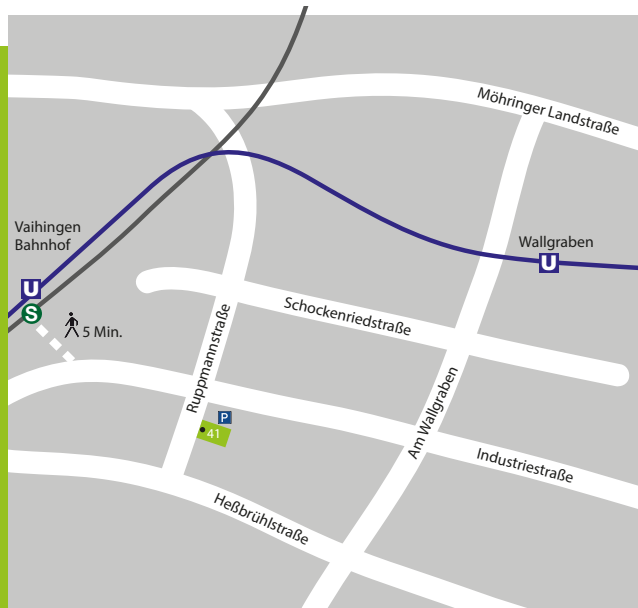 Möhringer Landstraße
Vaihingen
Bahnhof
Wallgraben
U
U
S
5 Min.
Schockenriedstraße
Ruppmannstraße
P
41
Am Wallgraben
Industriestraße
Heßbrühlstraße